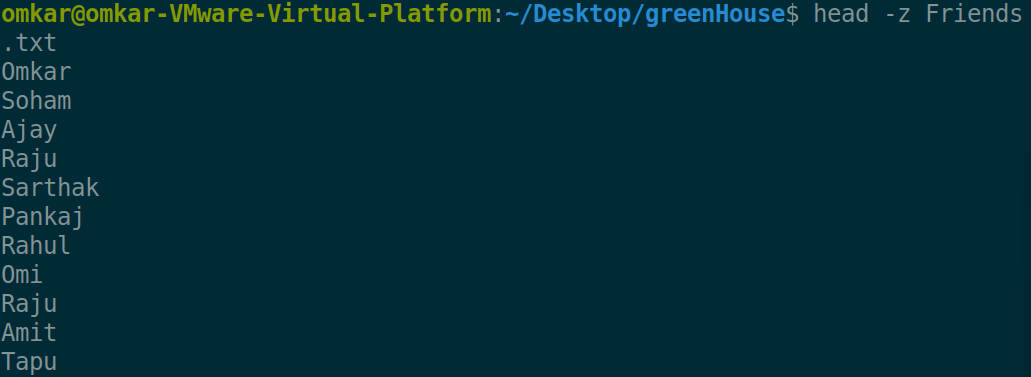 omkar@omkar-VMware-Virtual-Platform:~/Desktop/greenHouse$ head -z Friends
.txt
Omkar
Soham
Ajay
Raju
Sarthak
Pankaj
Rahul
Omi
Raju
Amit
Tapu